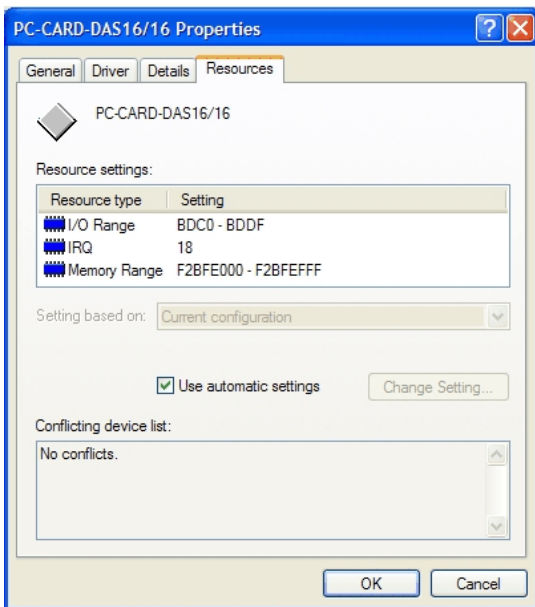 PC-CARD-DAS16/16 Properties
General Driver Details Resources
PC-CARD-DAS16/16
Resource settings:
Resource type Setting
I/O Range BDC0 - BDDF
IRQ 18
Memory Range F2BFE000 - F2BFEFFF
Setting based on: Current configuration
Use automatic settings Change Setting...
Conflicting device list:
No conflicts.
OK Cancel